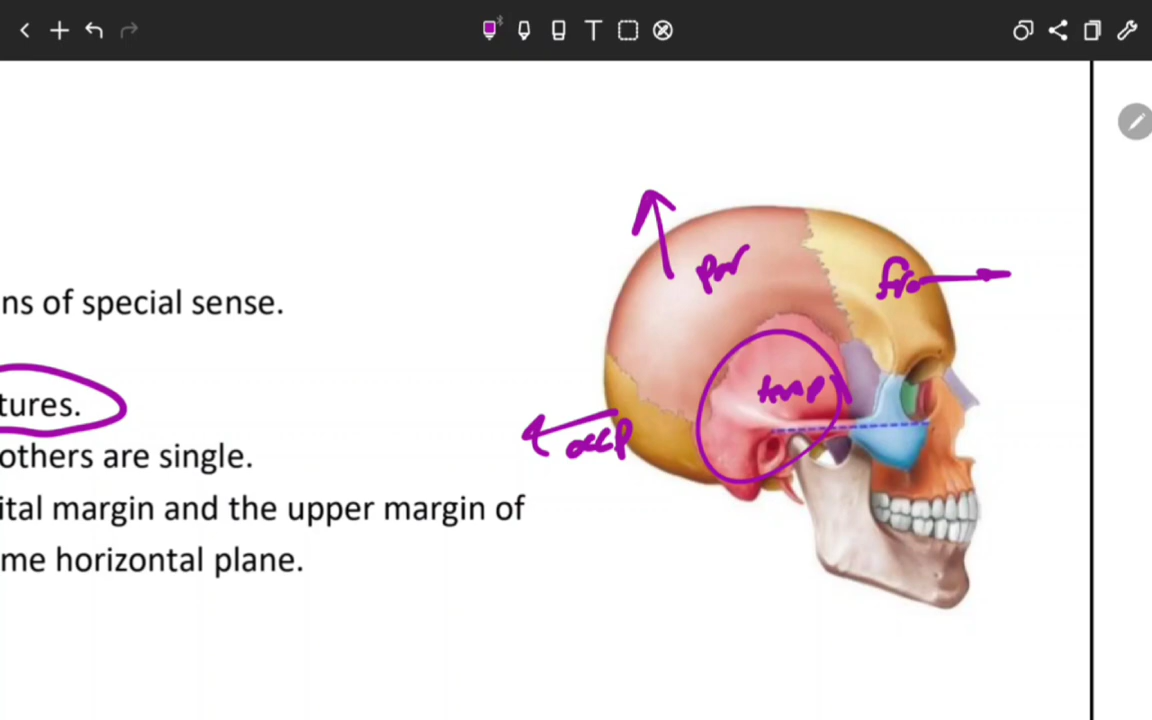 ns of special sense.
tures.
others are single.
ital margin and the upper margin of
me horizontal plane.
par
fro
temp
occp